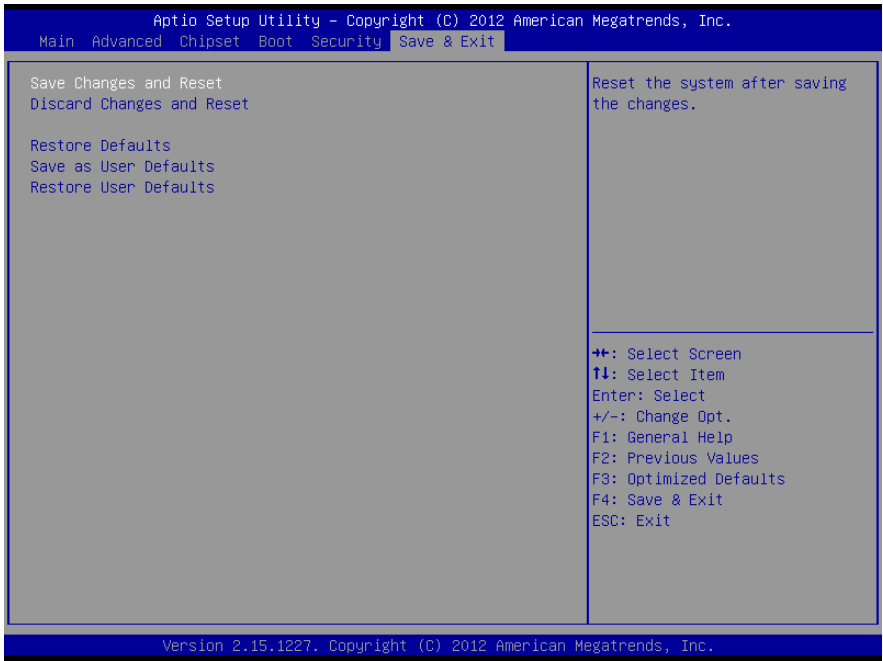 Aptio Setup Utility – Copyright (C) 2012 American Megatrends, Inc.
Main Advanced Chipset Boot Security Save & Exit
Save Changes and Reset
Discard Changes and Reset
Restore Defaults
Save as User Defaults
Restore User Defaults
Reset the system after saving
the changes.
→←: Select Screen
↑↓: Select Item
Enter: Select
+/-: Change Opt.
F1: General Help
F2: Previous Values
F3: Optimized Defaults
F4: Save & Exit
ESC: Exit
Version 2.15.1227. Copyright (C) 2012 American Megatrends, Inc.